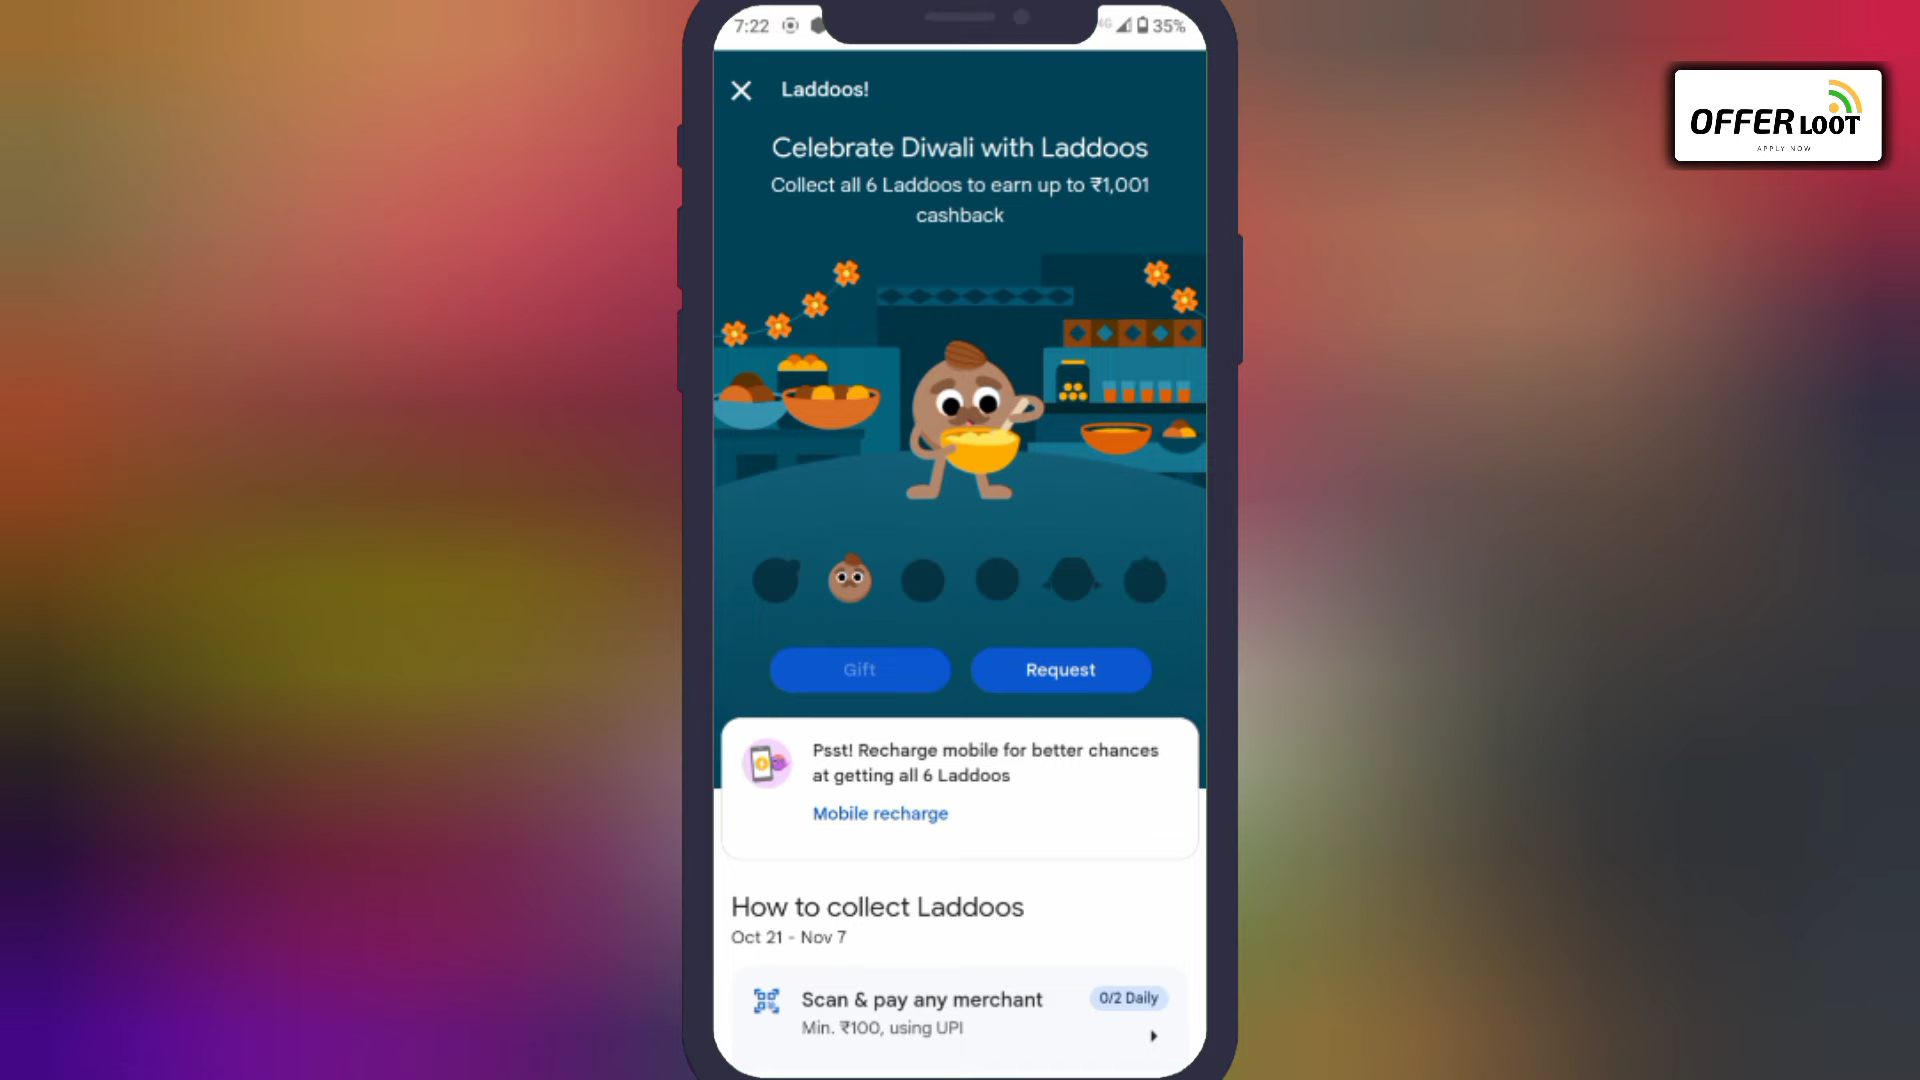 7:22
4G
35%
Laddoos!
OFFER LOOT
APPLY NOW
Celebrate Diwali with Laddoos
Collect all 6 Laddoos to earn up to ₹1,001
cashback
Gift
Request
Psst! Recharge mobile for better chances
at getting all 6 Laddoos
Mobile recharge
How to collect Laddoos
Oct 21 - Nov 7
Scan & pay any merchant
0/2 Daily
Min. ₹100, using UPI